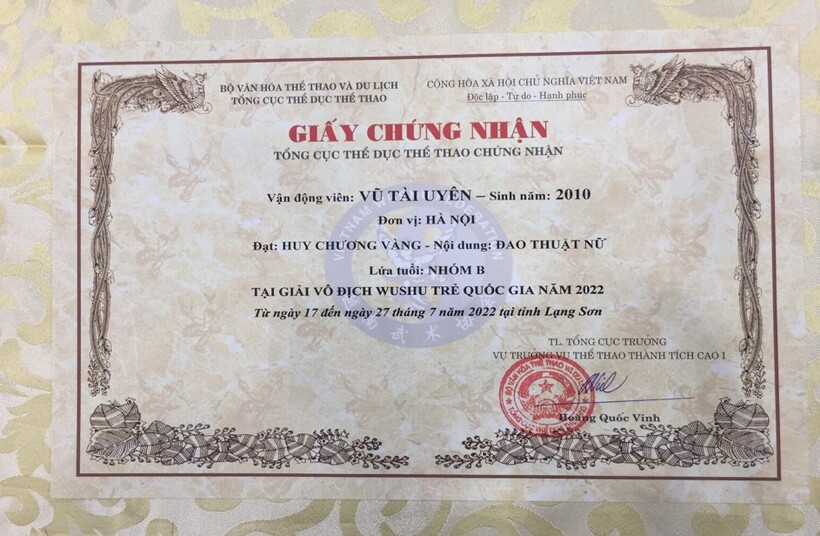 BỘ VĂN HÓA THỂ THAO VÀ DU LỊCH
TỔNG CỤC THỂ DỤC THỂ THAO
CỘNG HÒA XÃ HỘI CHỦ NGHĨA VIỆT NAM
Độc lập - Tự do - Hạnh phúc
GIẤY CHỨNG NHẬN
TỔNG CỤC THỂ DỤC THỂ THAO CHỨNG NHẬN
Vận động viên: VŨ TÀI UYÊN – Sinh năm: 2010
Đơn vị: HÀ NỘI
Đạt: HUY CHƯƠNG VÀNG - Nội dung: ĐAO THUẬT NỮ
Lứa tuổi: NHÓM B
TẠI GIẢI VÔ ĐỊCH WUSHU TRẺ QUỐC GIA NĂM 2022
Từ ngày 17 đến ngày 27 tháng 7 năm 2022 tại tỉnh Lạng Sơn
TL. TỔNG CỤC TRƯỞNG
VỤ TRƯỞNG VỤ THỂ THAO THÀNH TÍCH CAO I
Hoàng Quốc Vinh